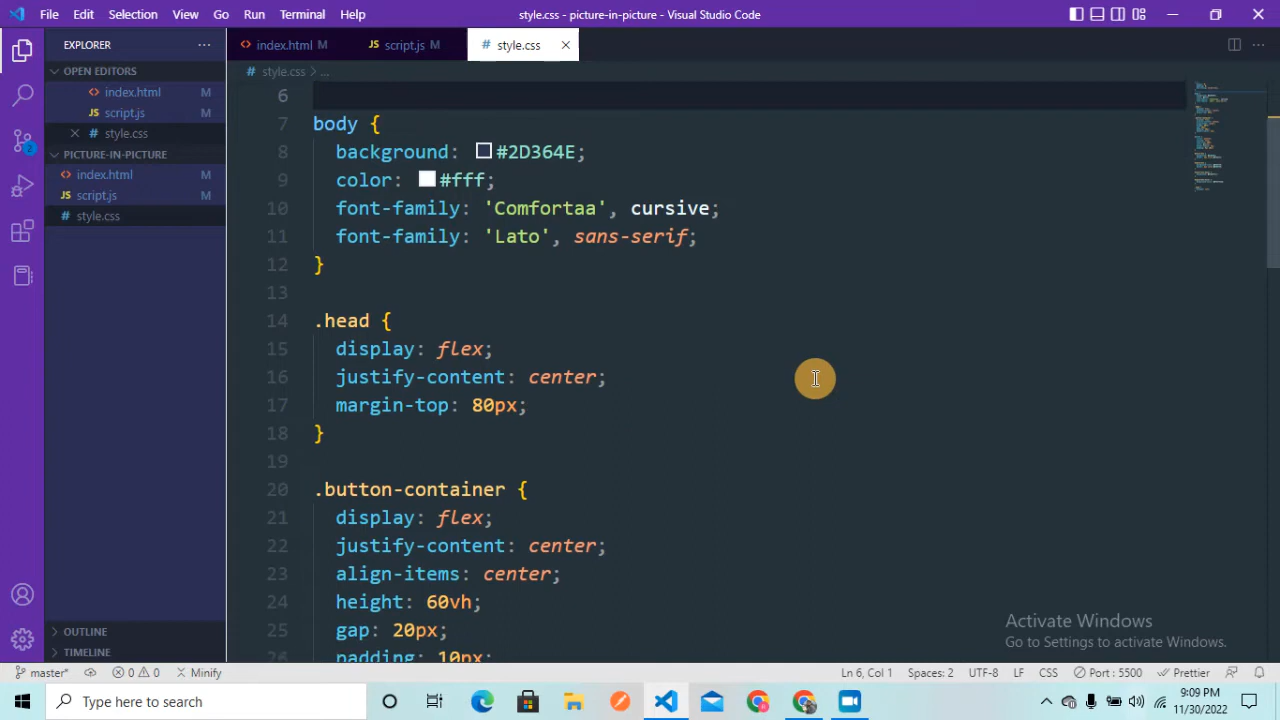 File Edit Selection View Go Run Terminal Help
style.css - picture-in-picture - Visual Studio Code
EXPLORER ...
index.html M
script.js M
style.css
style.css > ...
OPEN EDITORS
index.html M
script.js M
style.css
PICTURE-IN-PICTURE
index.html M
script.js M
style.css
OUTLINE
TIMELINE
6
7 body {
8 background: #2D364E;
9 color: #fff;
10 font-family: 'Comfortaa', cursive;
11 font-family: 'Lato', sans-serif;
12 }
13
14 .head {
15 display: flex;
16 justify-content: center;
17 margin-top: 80px;
18 }
19
20 .button-container {
21 display: flex;
22 justify-content: center;
23 align-items: center;
24 height: 60vh;
25 gap: 20px;
26 padding: 10px;
Activate Windows
Go to Settings to activate Windows.
2
master* 0 0 Minify
Ln 6, Col 1 Spaces: 2 UTF-8 LF CSS Port : 5500 Prettier
Type here to search
9:09 PM
11/30/2022